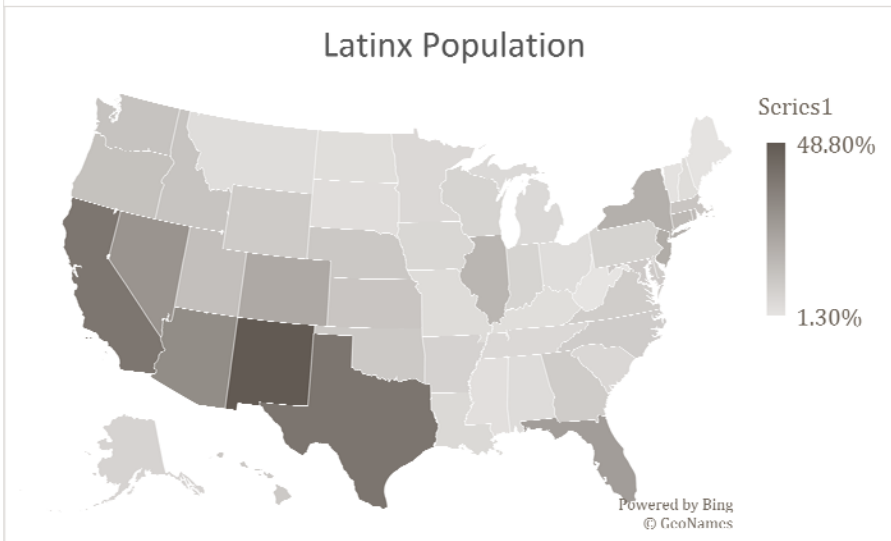 Latinx Population
Series1
48.80%
1.30%
Powered by Bing
© GeoNames